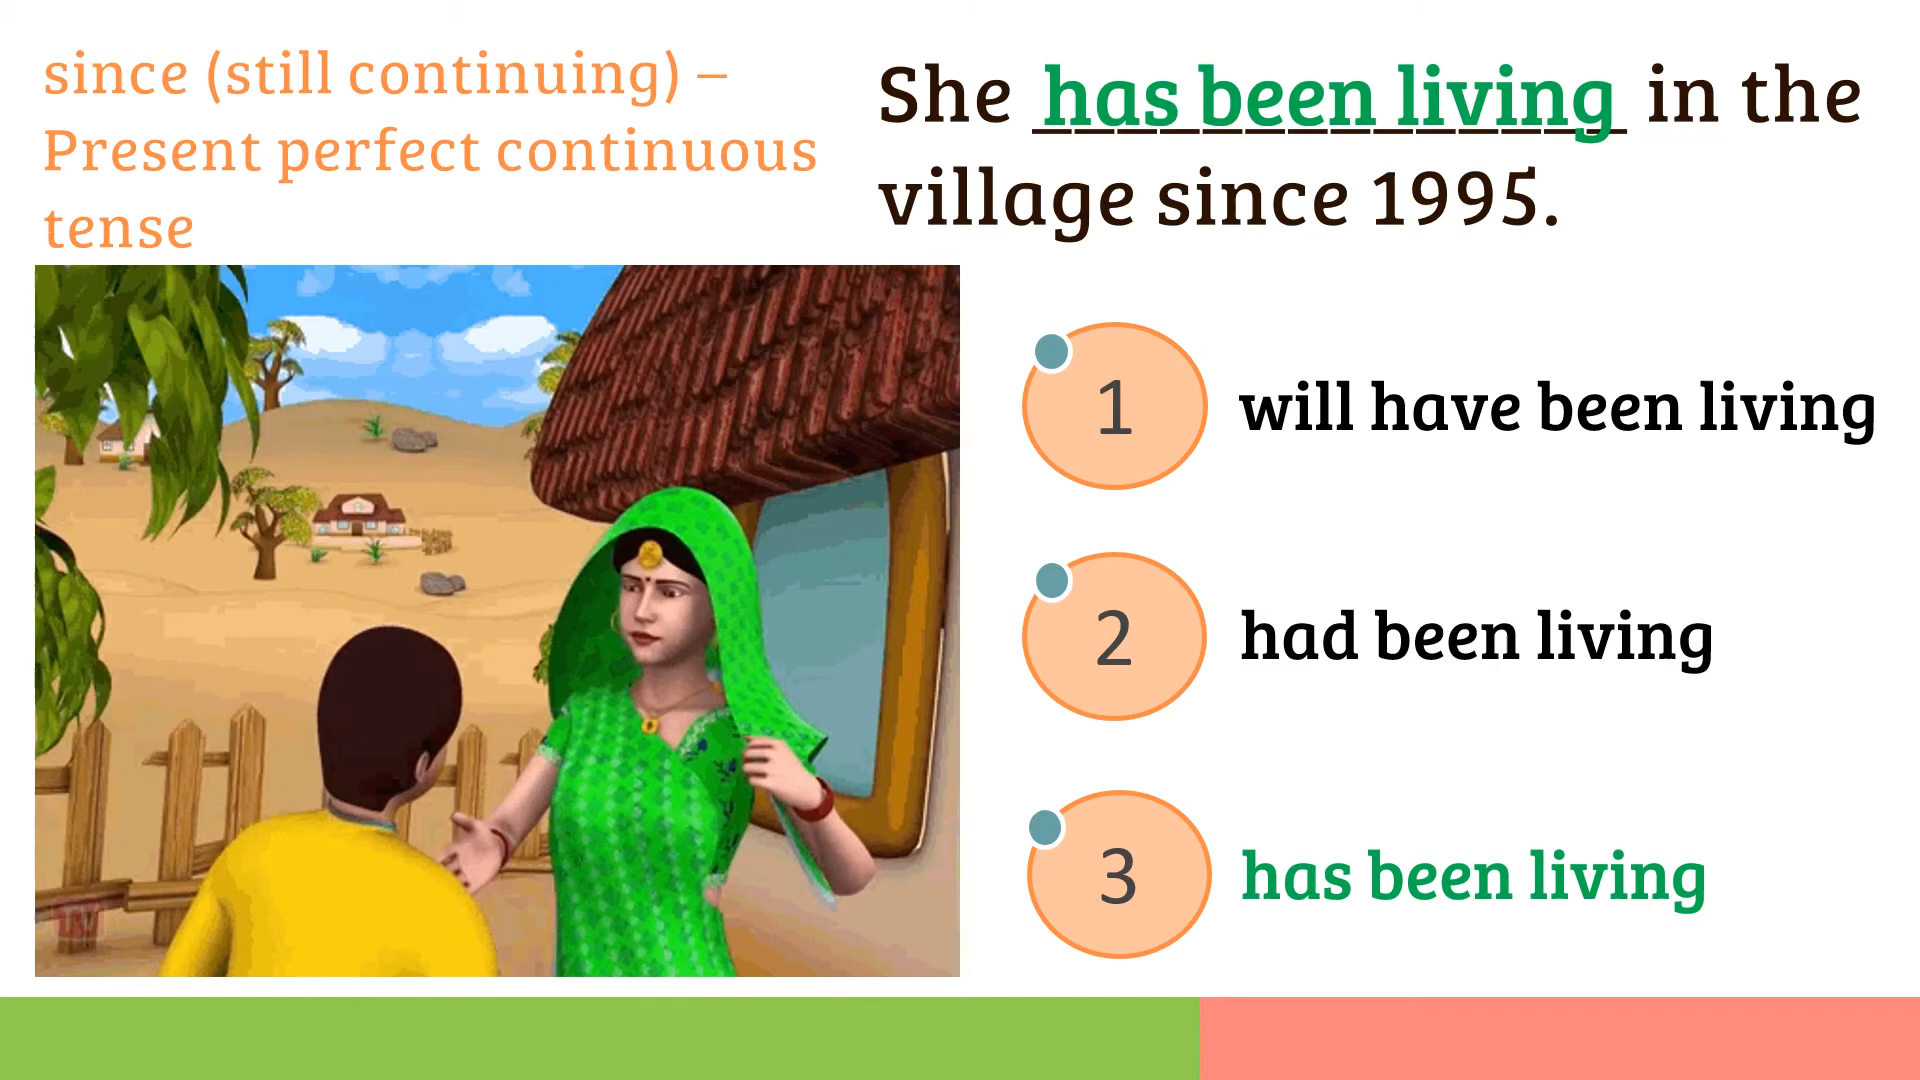 since (still continuing) –
Present perfect continuous
tense
She has been living in the
village since 1995.
1 will have been living
2 had been living
3 has been living